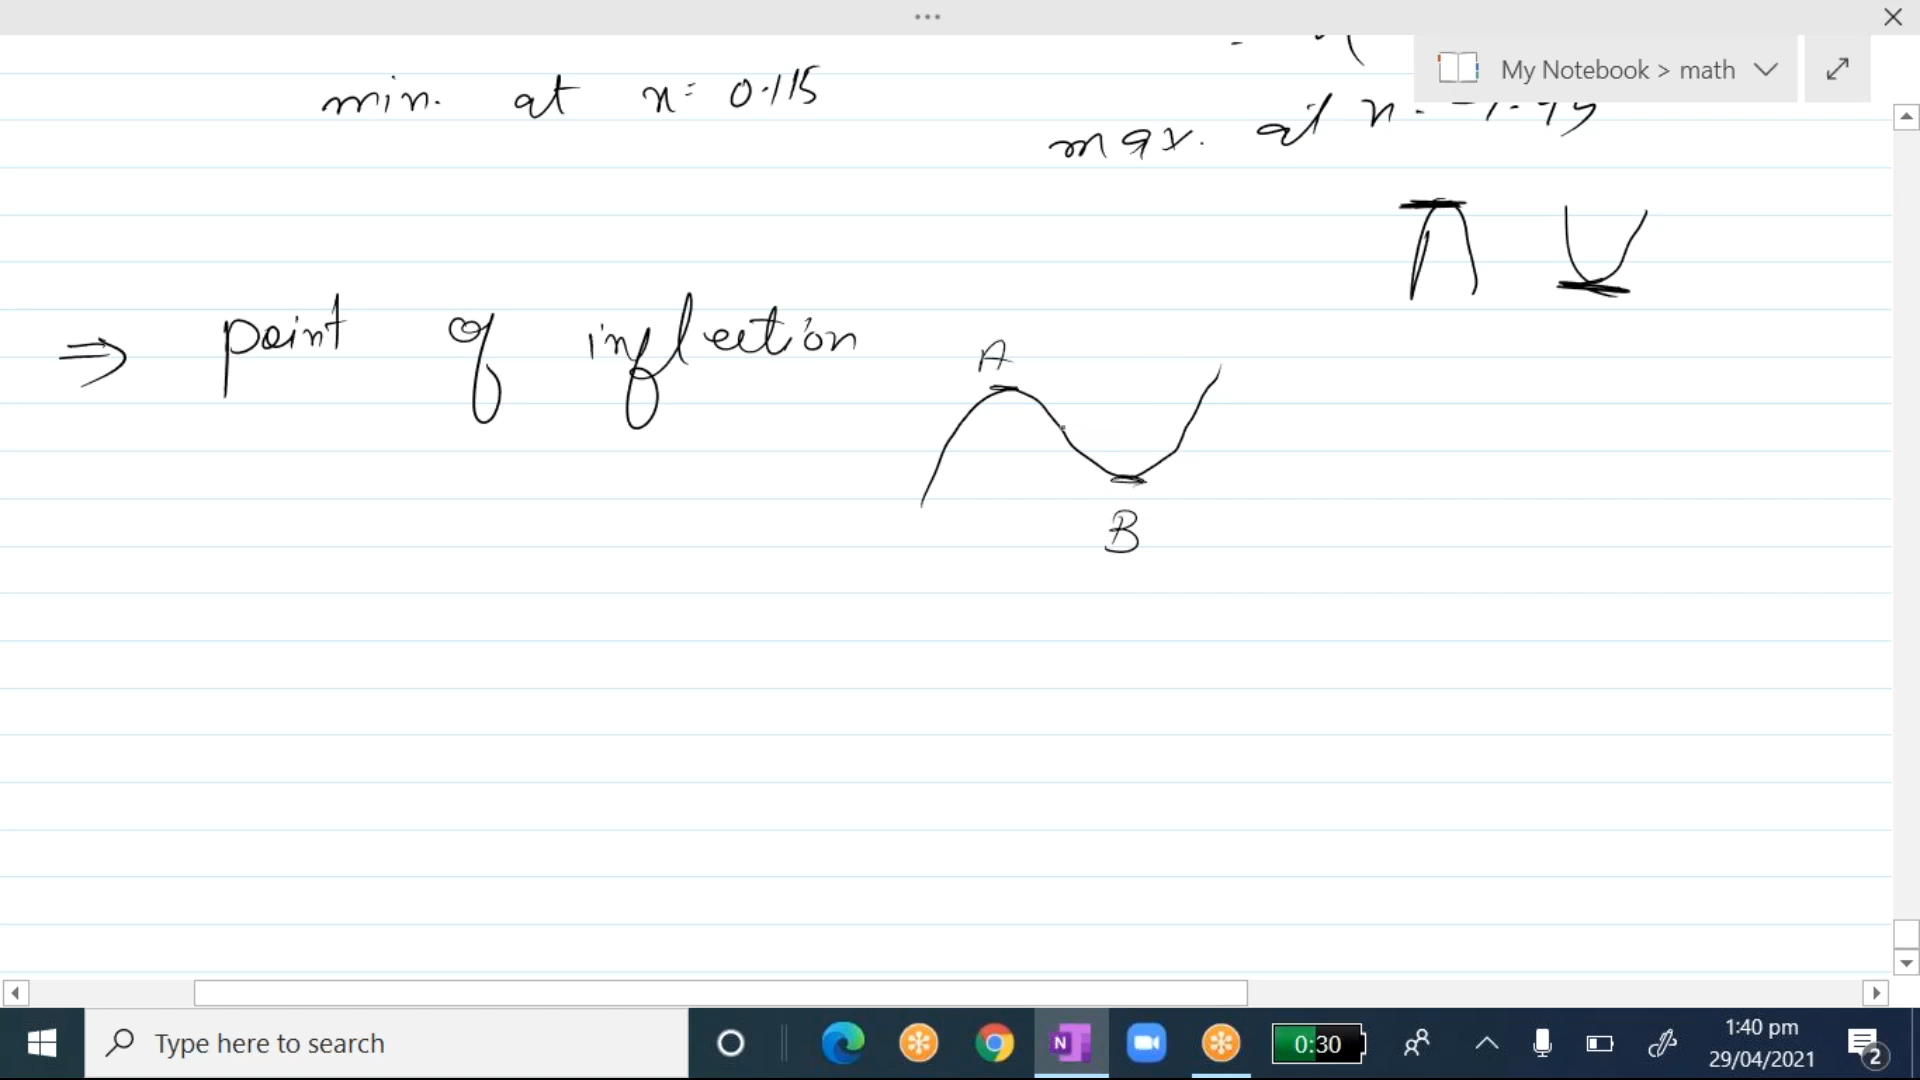 My Notebook > math
min. at x = 0.115
max. at x =
⇒ point of inflection
A
B
Type here to search
N
0:30
1:40 pm
29/04/2021
2